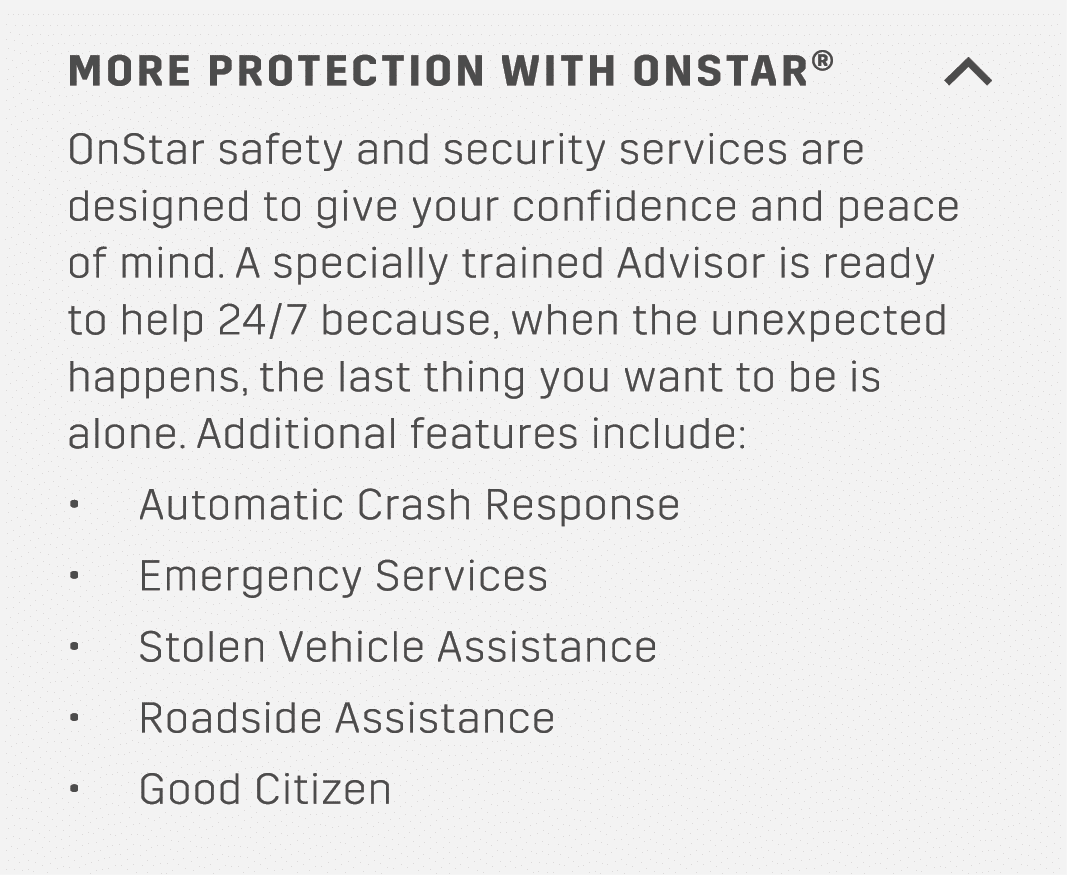 MORE PROTECTION WITH ONSTAR®
OnStar safety and security services are
designed to give your confidence and peace
of mind. A specially trained Advisor is ready
to help 24/7 because, when the unexpected
happens, the last thing you want to be is
alone. Additional features include:
• Automatic Crash Response
• Emergency Services
• Stolen Vehicle Assistance
• Roadside Assistance
• Good Citizen